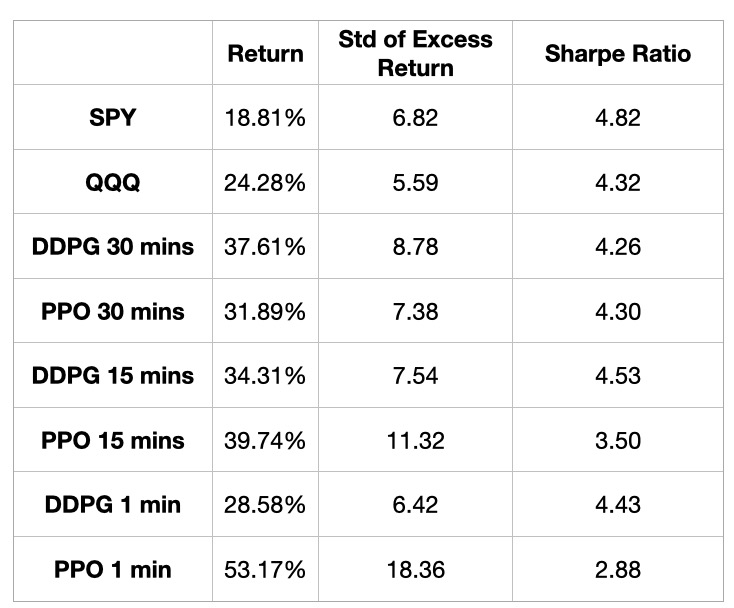 Return Std of Excess Return Sharpe Ratio
SPY 18.81% 6.82 4.82
QQQ 24.28% 5.59 4.32
DDPG 30 mins 37.61% 8.78 4.26
PPO 30 mins 31.89% 7.38 4.30
DDPG 15 mins 34.31% 7.54 4.53
PPO 15 mins 39.74% 11.32 3.50
DDPG 1 min 28.58% 6.42 4.43
PPO 1 min 53.17% 18.36 2.88